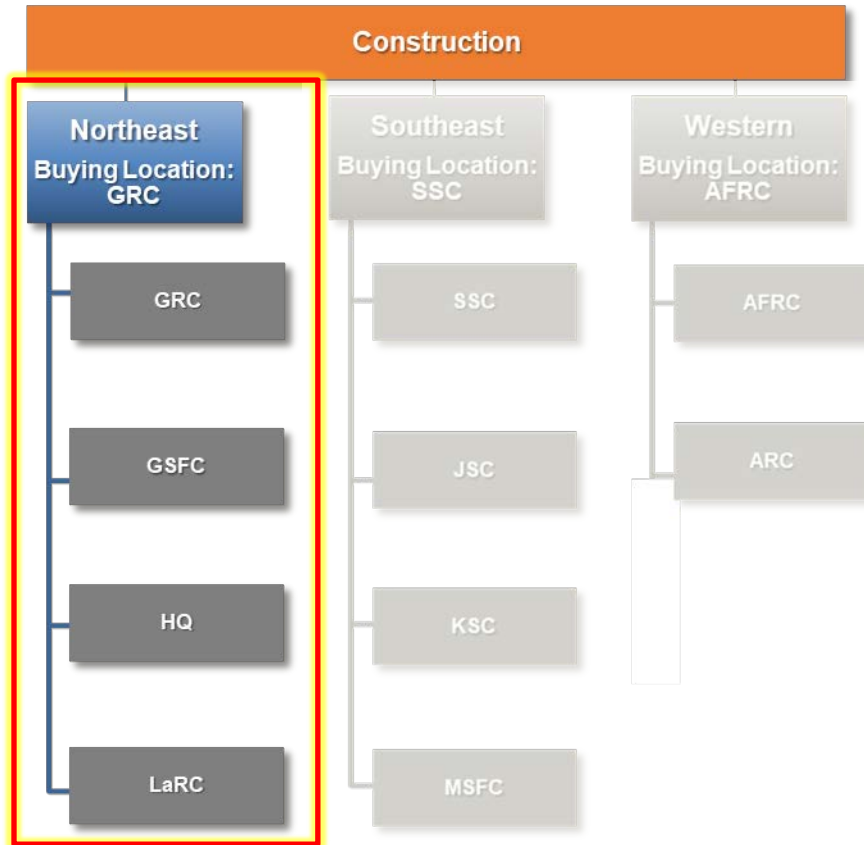 Construction
Northeast
Buying Location:
GRC
GRC
GSFC
HQ
LaRC
Southeast
Buying Location:
SSC
SSC
JSC
KSC
MSFC
Western
Buying Location:
AFRC
AFRC
ARC